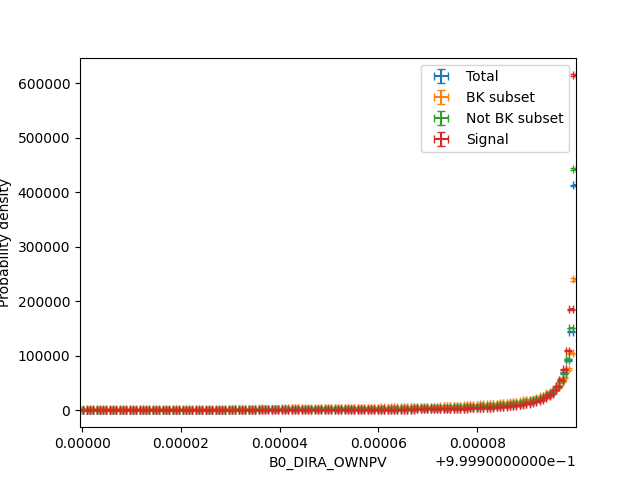 Total
BK subset
Not BK subset
Signal
600000
500000
400000
300000
200000
100000
0
Probability density
0.00000 0.00002 0.00004 0.00006 0.00008
B0_DIRA_OWNPV +9.9990000000e−1